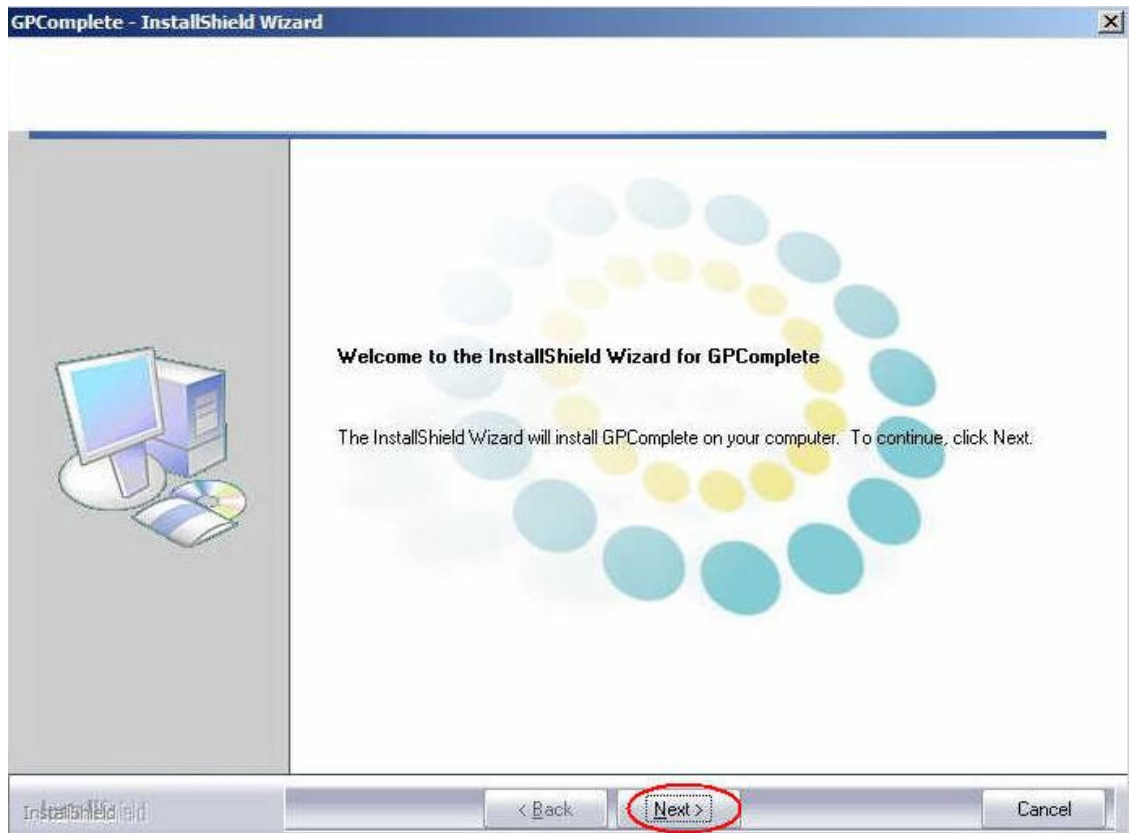 GPComplete - InstallShield Wizard
Welcome to the InstallShield Wizard for GPComplete
The InstallShield Wizard will install GPComplete on your computer. To continue, click Next.
InstallShield
< Back
Next >
Cancel